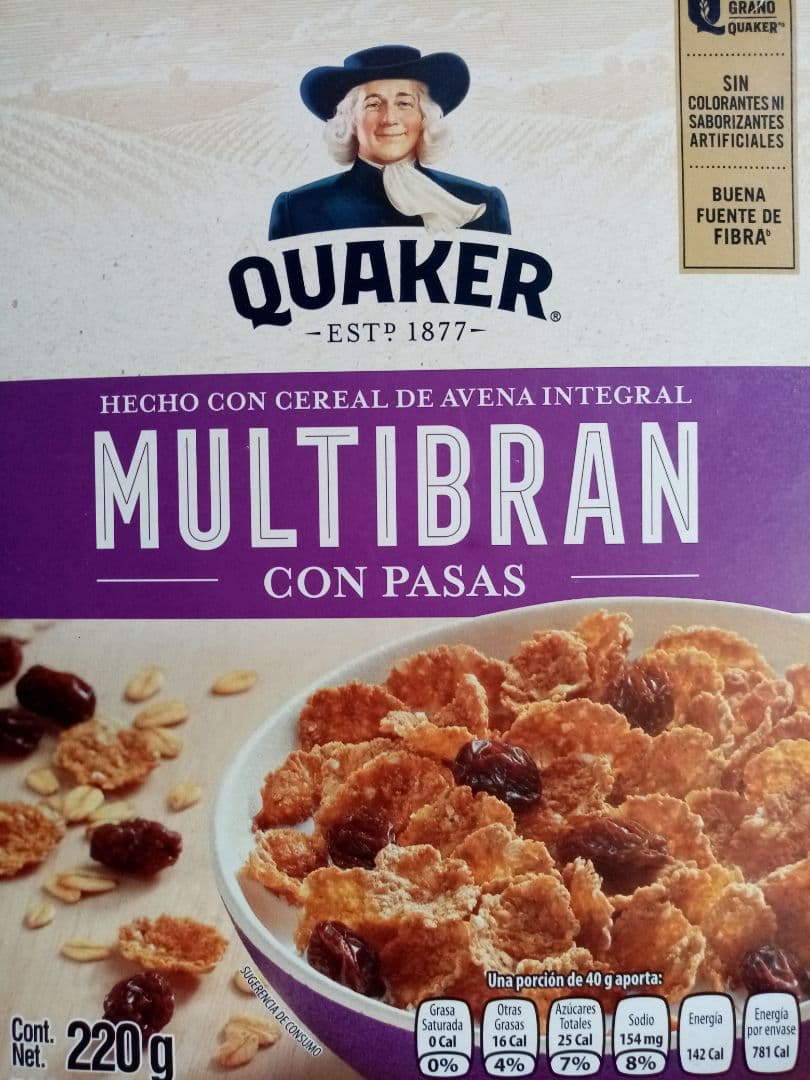 GRANO
QUAKER
SIN
COLORANTES NI
SABORIZANTES
ARTIFICIALES
BUENA
FUENTE DE
FIBRAᵇ
QUAKER®
-ESTᴰ 1877-
HECHO CON CEREAL DE AVENA INTEGRAL
MULTIBRAN
CON PASAS
SUGERENCIA DE CONSUMO
Cont. Net. 220 g
Una porción de 40 g aporta:
Grasa Saturada 0 Cal 0%
Otras Grasas 16 Cal 4%
Azúcares Totales 25 Cal 7%
Sodio 154 mg 8%
Energía 142 Cal
Energía por envase 781 Cal